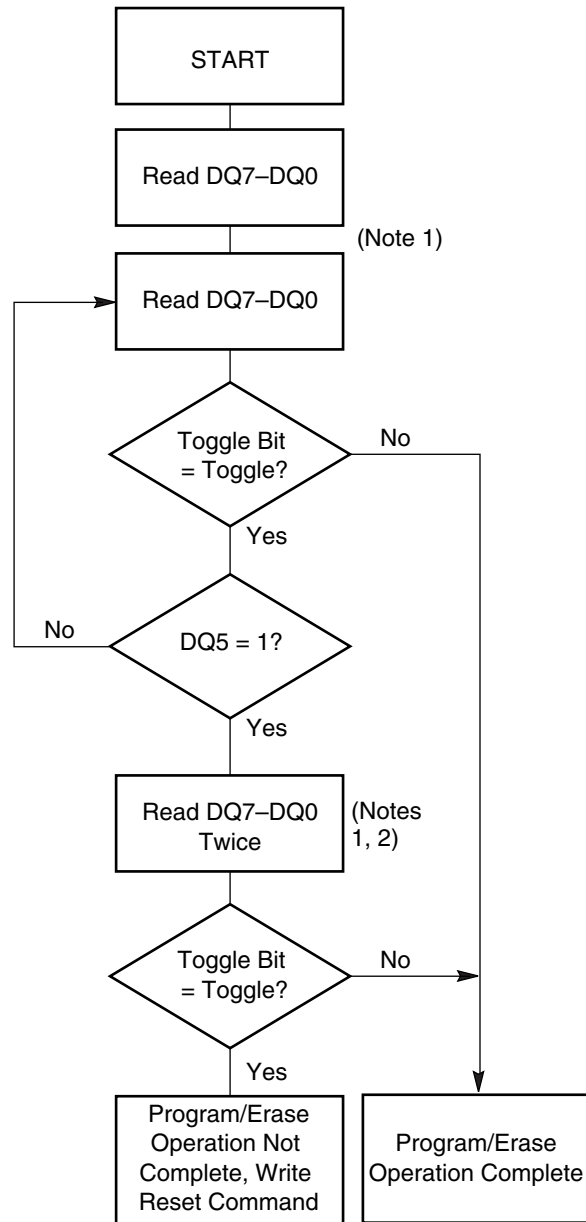 START
Read DQ7–DQ0
(Note 1)
Read DQ7–DQ0
Toggle Bit
= Toggle?
No
Yes
No
DQ5 = 1?
Yes
Read DQ7–DQ0
Twice
(Notes
1, 2)
Toggle Bit
= Toggle?
No
Yes
Program/Erase
Operation Not
Complete, Write
Reset Command
Program/Erase
Operation Complete